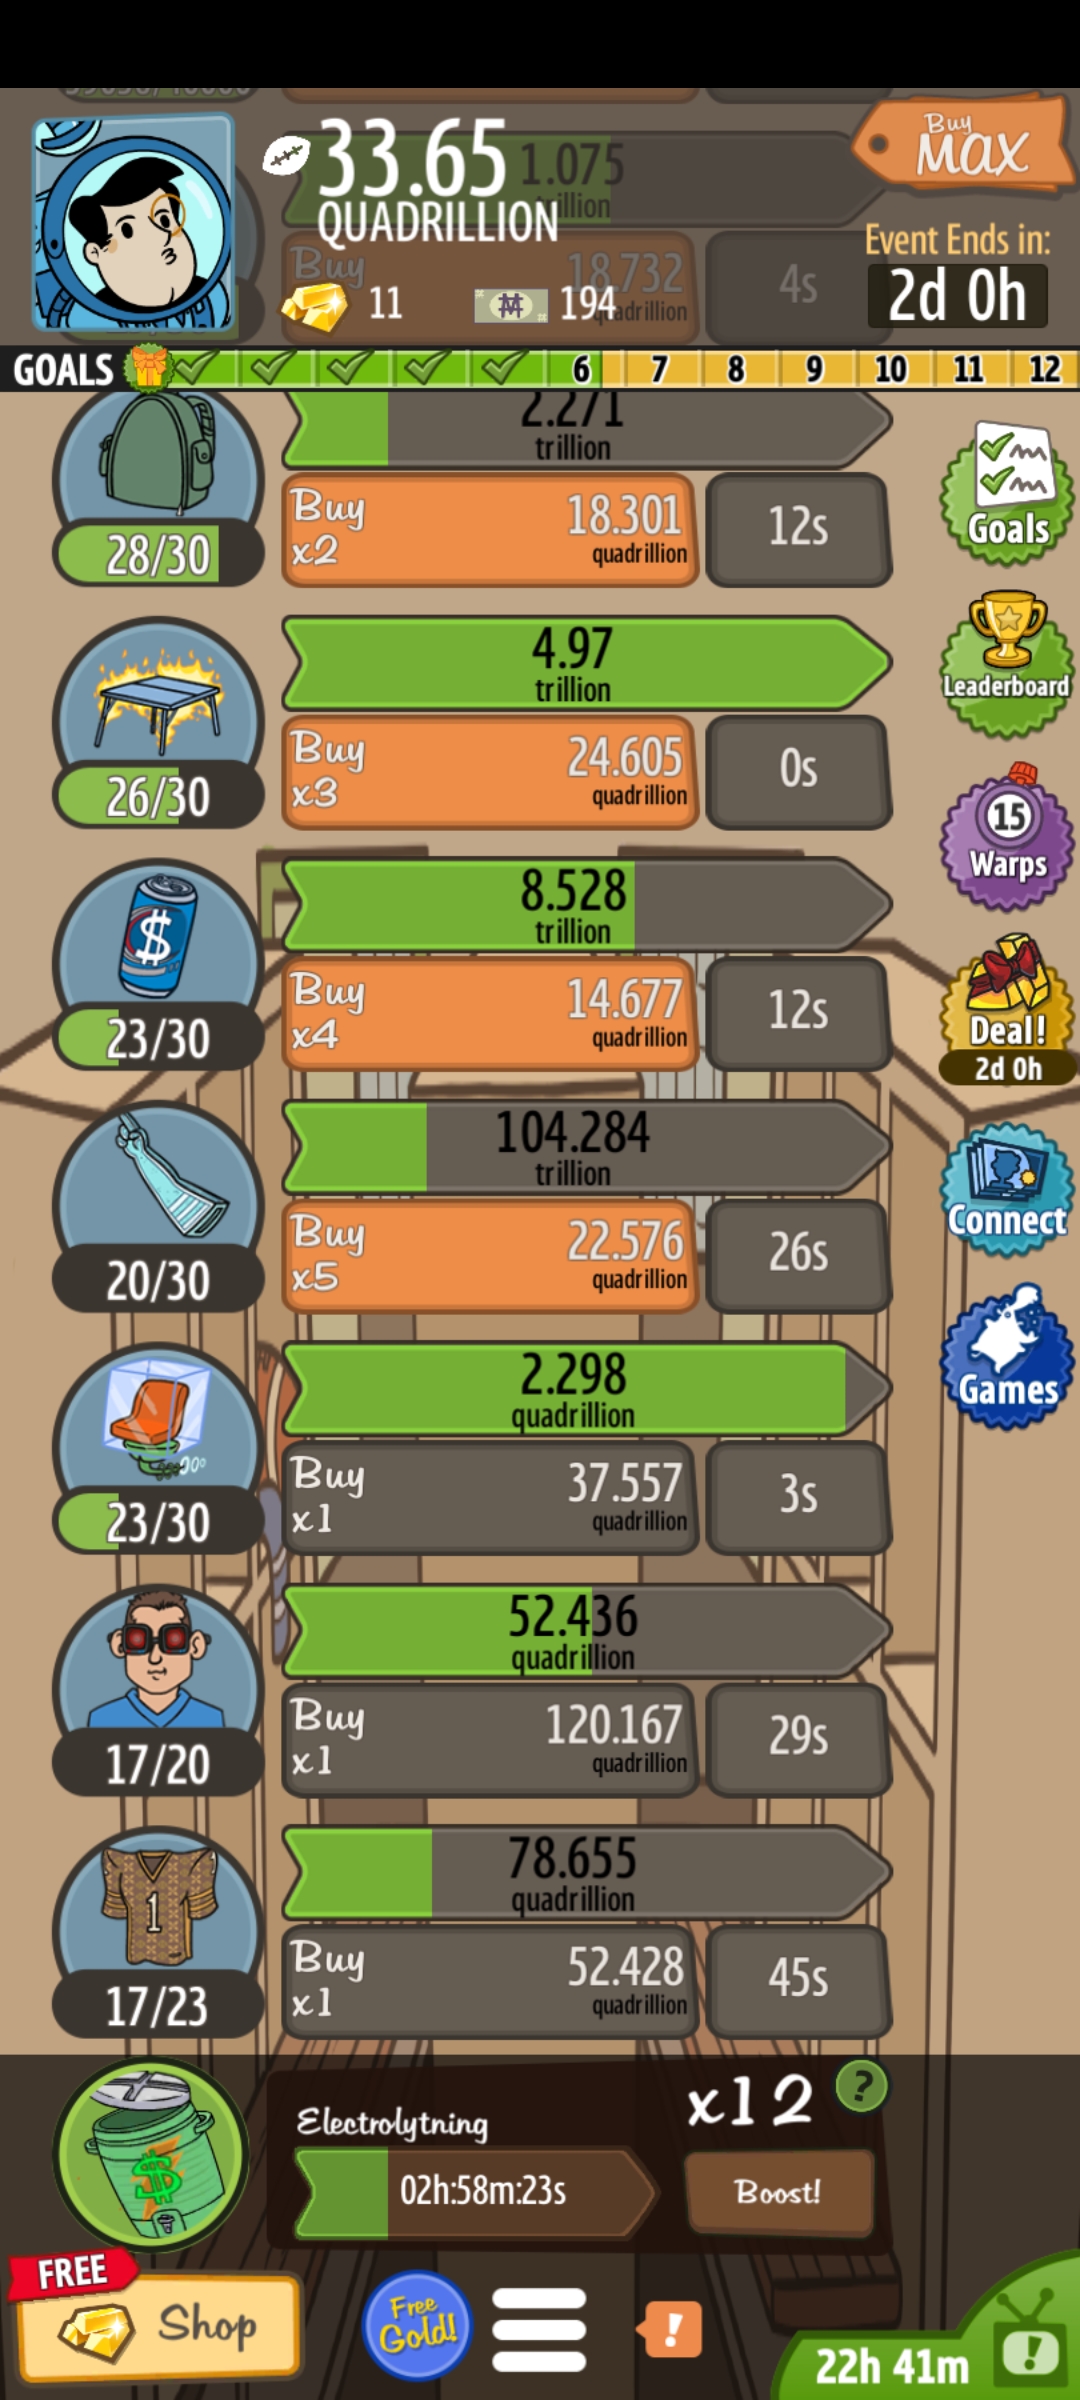 33.65
QUADRILLION
1.075
trillion
Buy
MAX
Buy
18.732
quadrillion
4s
11
194
Event Ends in:
2d 0h
GOALS 6 7 8 9 10 11 12
2.271
trillion
28/30
Buy
x2
18.301
quadrillion
12s
Goals
4.97
trillion
26/30
Buy
x3
24.605
quadrillion
0s
Leaderboard
15
Warps
8.528
trillion
$
23/30
Buy
x4
14.677
quadrillion
12s
Deal!
2d 0h
104.284
trillion
20/30
Buy
x5
22.576
quadrillion
26s
Connect
2.298
quadrillion
23/30
Buy
x1
37.557
quadrillion
3s
Games
52.436
quadrillion
17/20
Buy
x1
120.167
quadrillion
29s
78.655
quadrillion
1
17/23
Buy
x1
52.428
quadrillion
45s
$
Electrolytning
02h:58m:23s
x12
?
Boost!
FREE
Shop
Free
Gold!
!
22h 41m
!